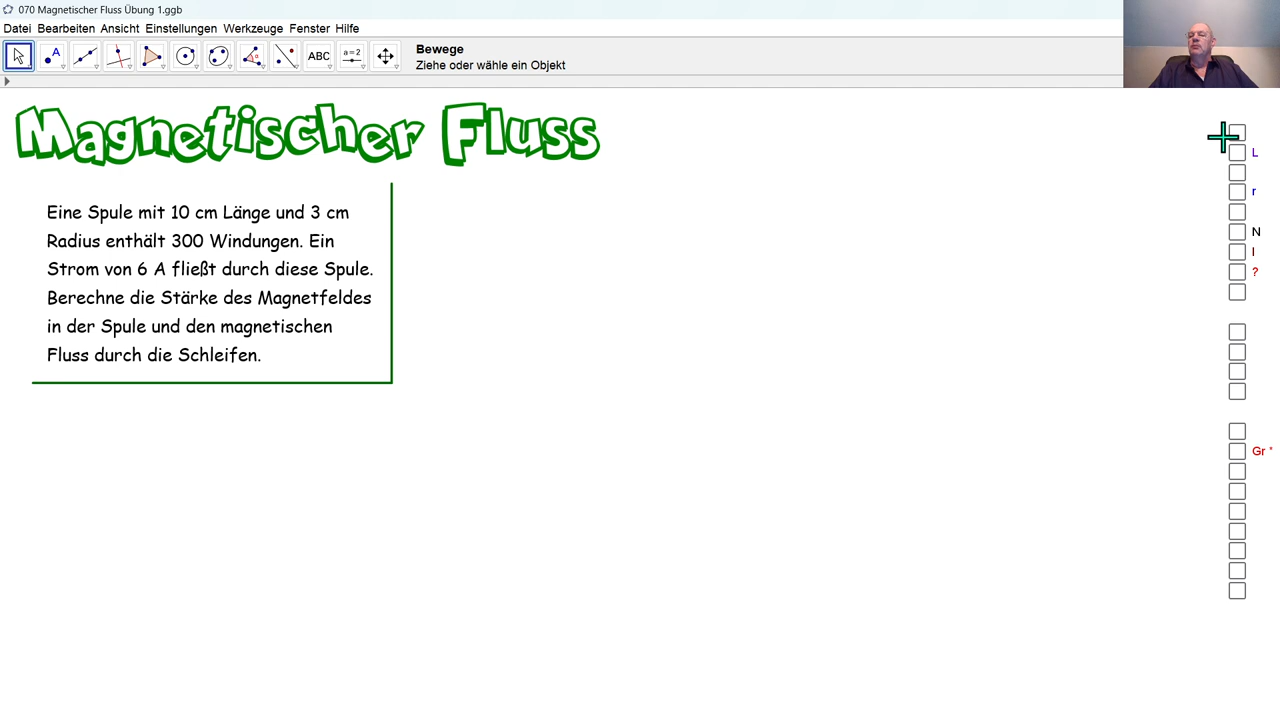 070 Magnetischer Fluss Übung 1.ggb
Datei Bearbeiten Ansicht Einstellungen Werkzeuge Fenster Hilfe
A
ABC
a=2
Bewege
Ziehe oder wähle ein Objekt
Magnetischer Fluss
Eine Spule mit 10 cm Länge und 3 cm
Radius enthält 300 Windungen. Ein
Strom von 6 A fließt durch diese Spule.
Berechne die Stärke des Magnetfeldes
in der Spule und den magnetischen
Fluss durch die Schleifen.
L
r
N
I
?
Gr *